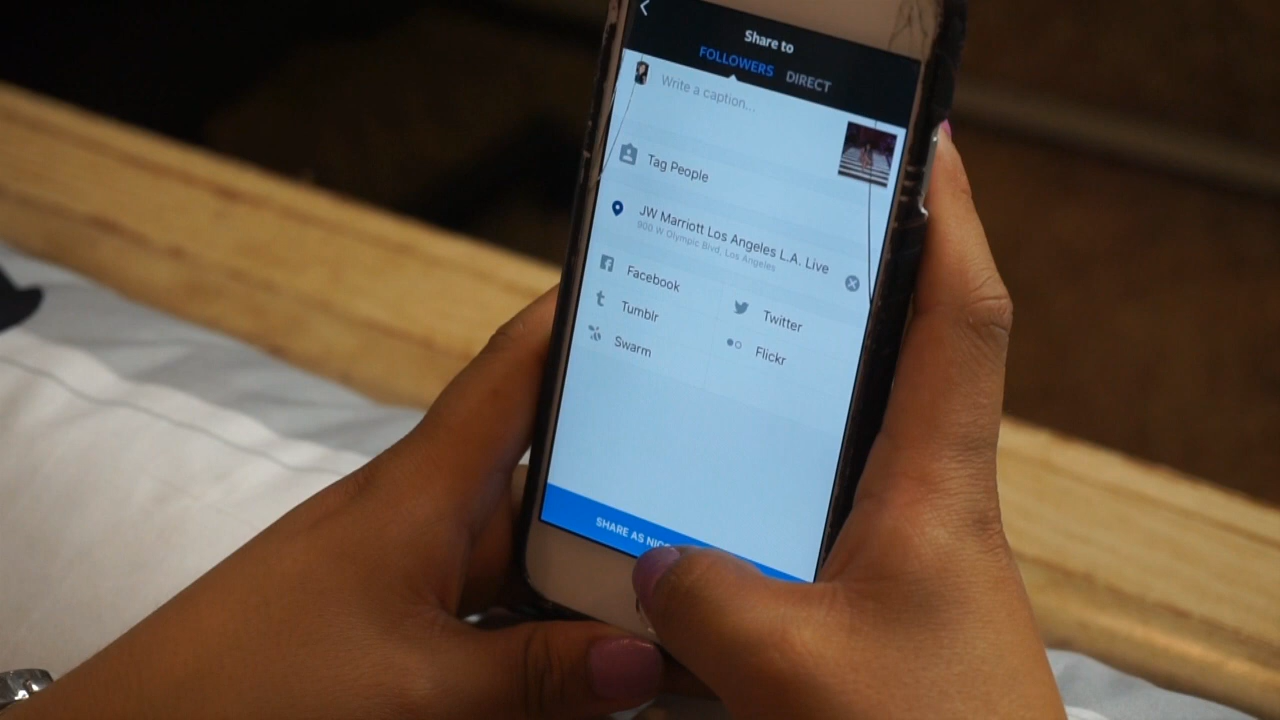 Share to
FOLLOWERS DIRECT
Write a caption...
Tag People
JW Marriott Los Angeles L.A. Live
900 W Olympic Blvd, Los Angeles
Facebook
Twitter
Tumblr
Flickr
Swarm
SHARE AS